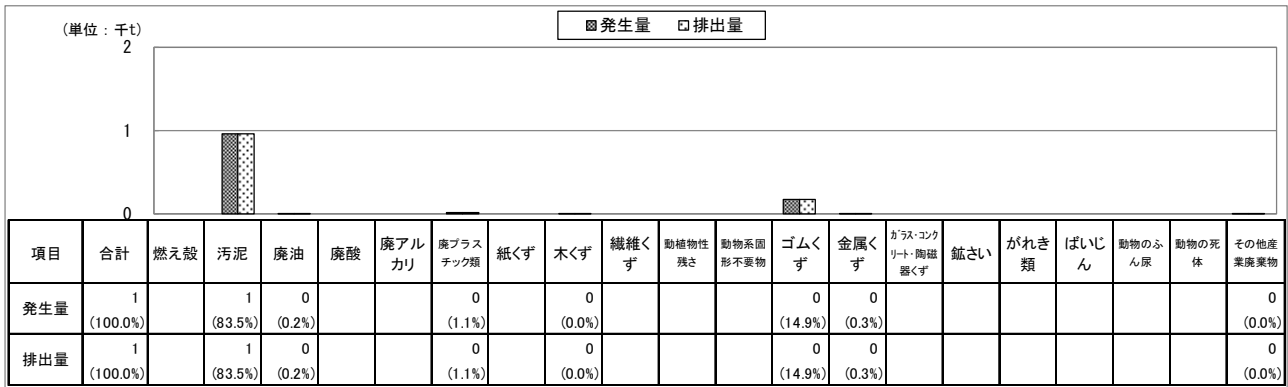 (単位：千t)
発生量 排出量
2
1
0
項目 合計 燃え殻 汚泥 廃油 廃酸 廃アルカリ 廃プラスチック類 紙くず 木くず 繊維くず 動植物性残さ 動物系固形不要物 ゴムくず 金属くず ガラス・コンクリート・陶磁器くず 鉱さい がれき類 ばいじん 動物のふん尿 動物の死体 その他産業廃棄物
発生量 1 1 0 0 0 0 0 0
(100.0%) (83.5%) (0.2%) (1.1%) (0.0%) (14.9%) (0.3%) (0.0%)
排出量 1 1 0 0 0 0 0 0
(100.0%) (83.5%) (0.2%) (1.1%) (0.0%) (14.9%) (0.3%) (0.0%)